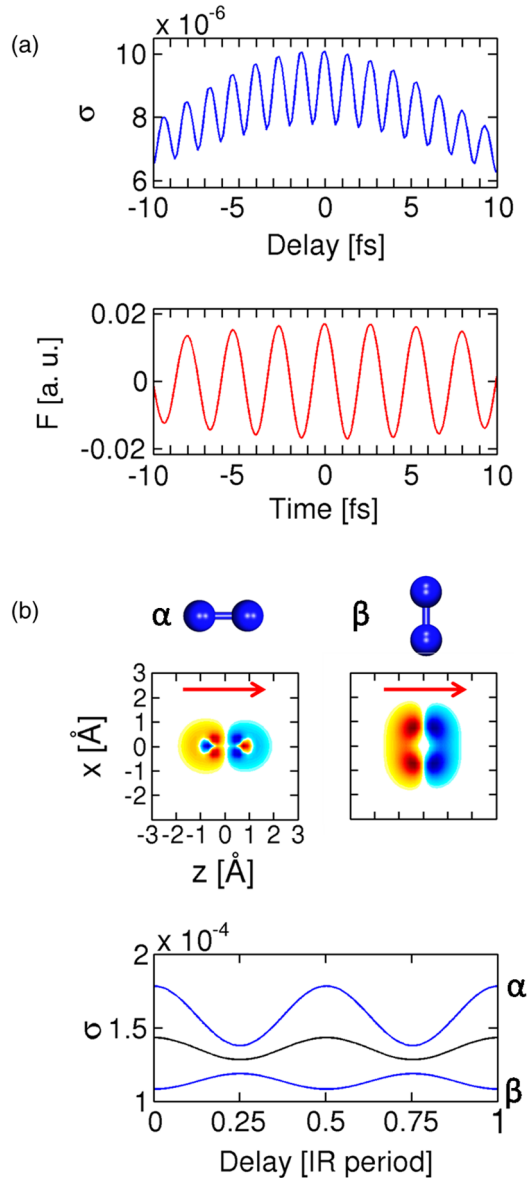 (a)
x 10⁻⁶
10
8
6
σ
-10 -5 0 5 10
Delay [fs]
0.02
0
-0.02
F [a. u.]
-10 -5 0 5 10
Time [fs]
(b)
α
β
3
2
1
0
-1
-2
x [Å]
-3 -2 -1 0 1 2 3
z [Å]
x 10⁻⁴
2
1.5
1
σ
α
β
0 0.25 0.5 0.75 1
Delay [IR period]